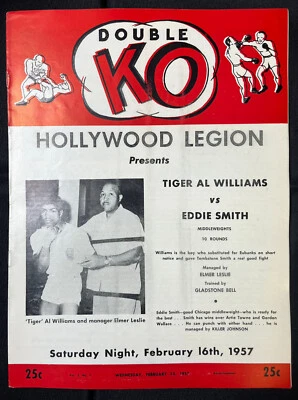 DOUBLE
KO
HOLLYWOOD LEGION
Presents
TIGER AL WILLIAMS
vs
EDDIE SMITH
MIDDLEWEIGHTS
10 ROUNDS
Williams is the boy who substituted for Eubanks on short
notice and gave Tombstone Smith a real good fight
Managed by
ELMER LESLIE
Trained by
GLADSTONE BELL
Eddie Smith—good Chicago middleweight—who is ready for
the best . . . Smith has wins over Artie Towne and Gordon
Wallace . . . He can punch with either hand . . . he is
managed by KILLER JOHNSON
'Tiger' Al Williams and manager Elmer Leslie
Saturday Night, February 16th, 1957
25c
WEDNESDAY, FEBRUARY
25c